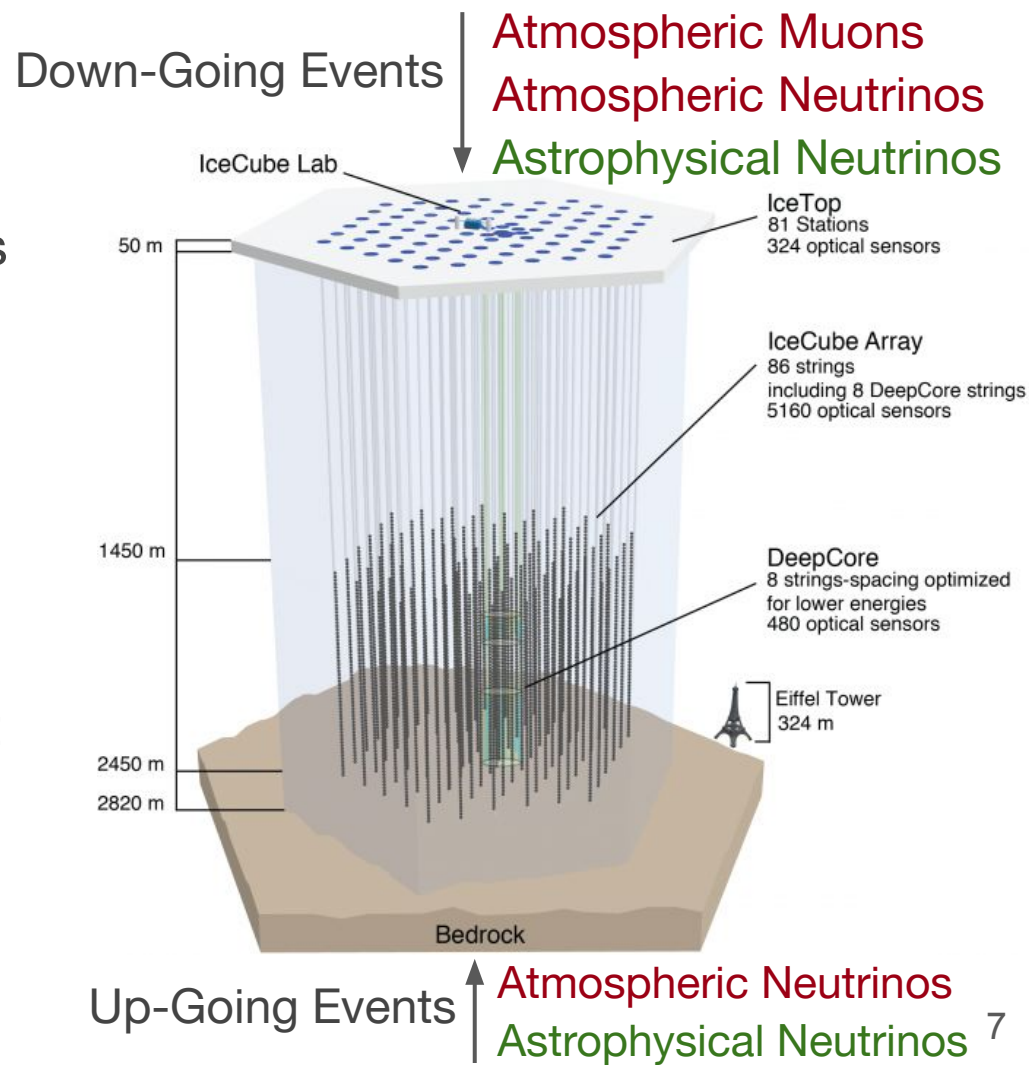 Down-Going Events
Atmospheric Muons
Atmospheric Neutrinos
Astrophysical Neutrinos
IceCube Lab
IceTop
81 Stations
324 optical sensors
s
50 m
IceCube Array
86 strings
including 8 DeepCore strings
5160 optical sensors
1450 m
DeepCore
8 strings-spacing optimized
for lower energies
480 optical sensors
Eiffel Tower
324 m
2450 m
2820 m
Bedrock
Up-Going Events
Atmospheric Neutrinos
Astrophysical Neutrinos
7